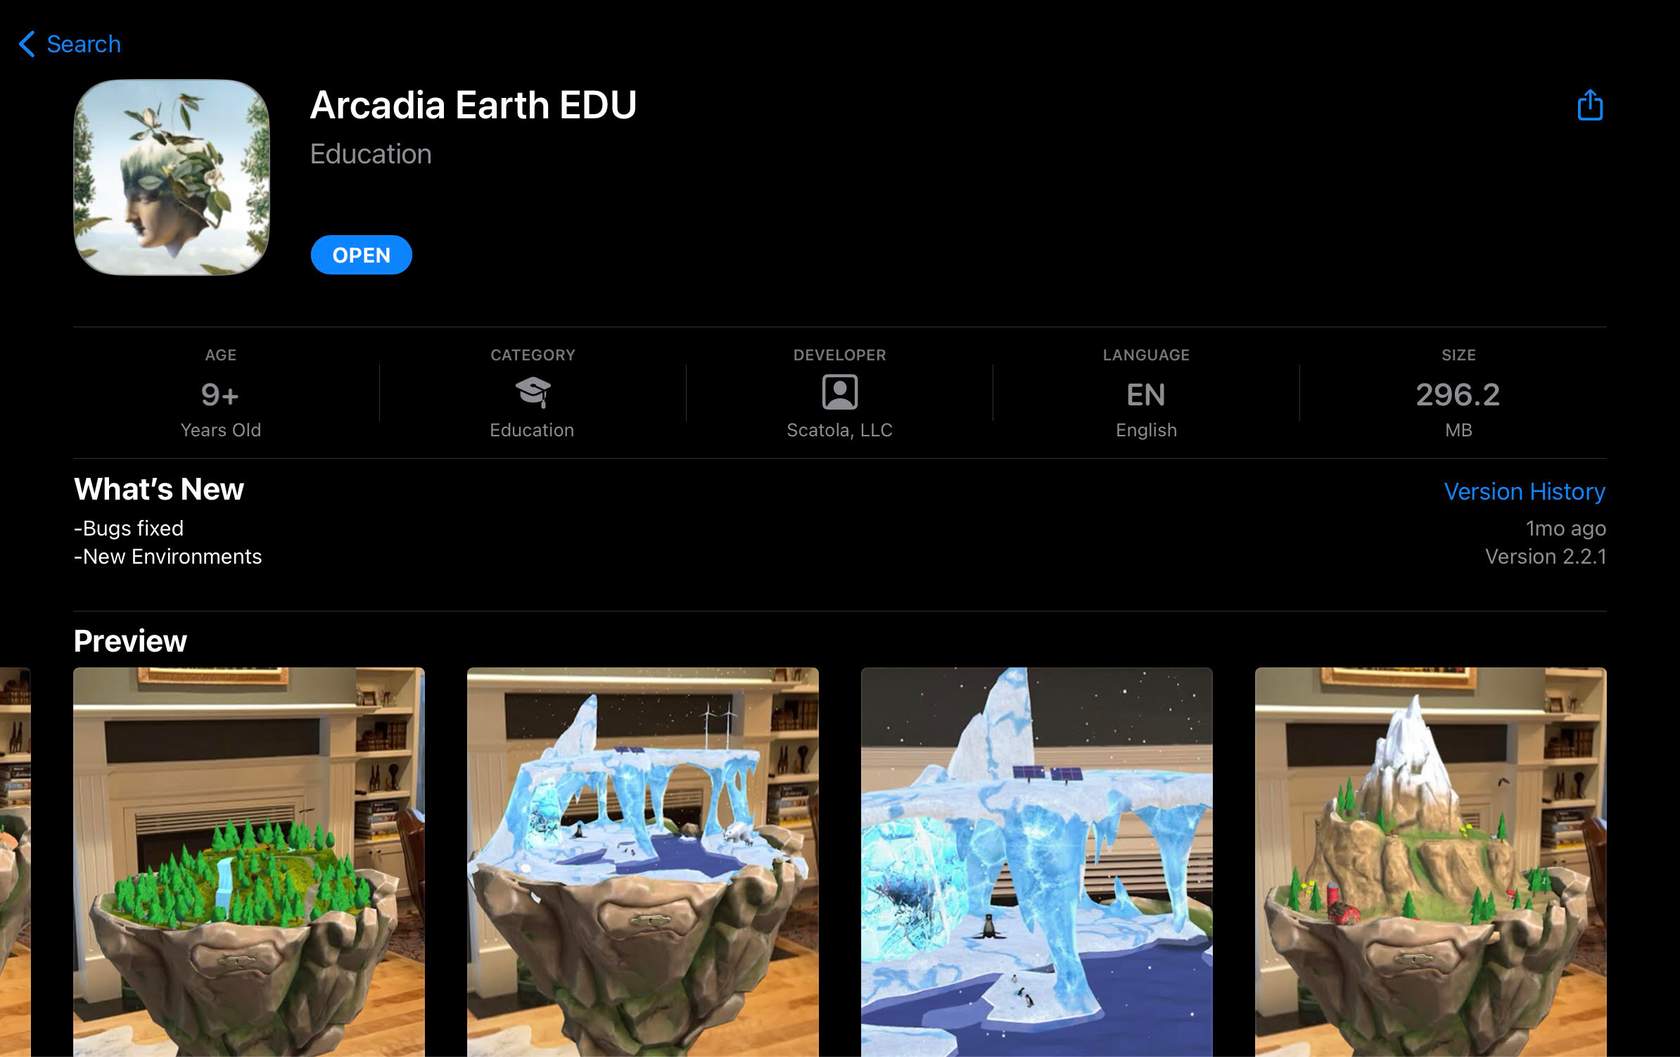 Search
Arcadia Earth EDU
Education
OPEN
AGE
9+
Years Old
CATEGORY
Education
DEVELOPER
Scatola, LLC
LANGUAGE
EN
English
SIZE
296.2
MB
What’s New
Version History
-Bugs fixed
1mo ago
-New Environments
Version 2.2.1
Preview